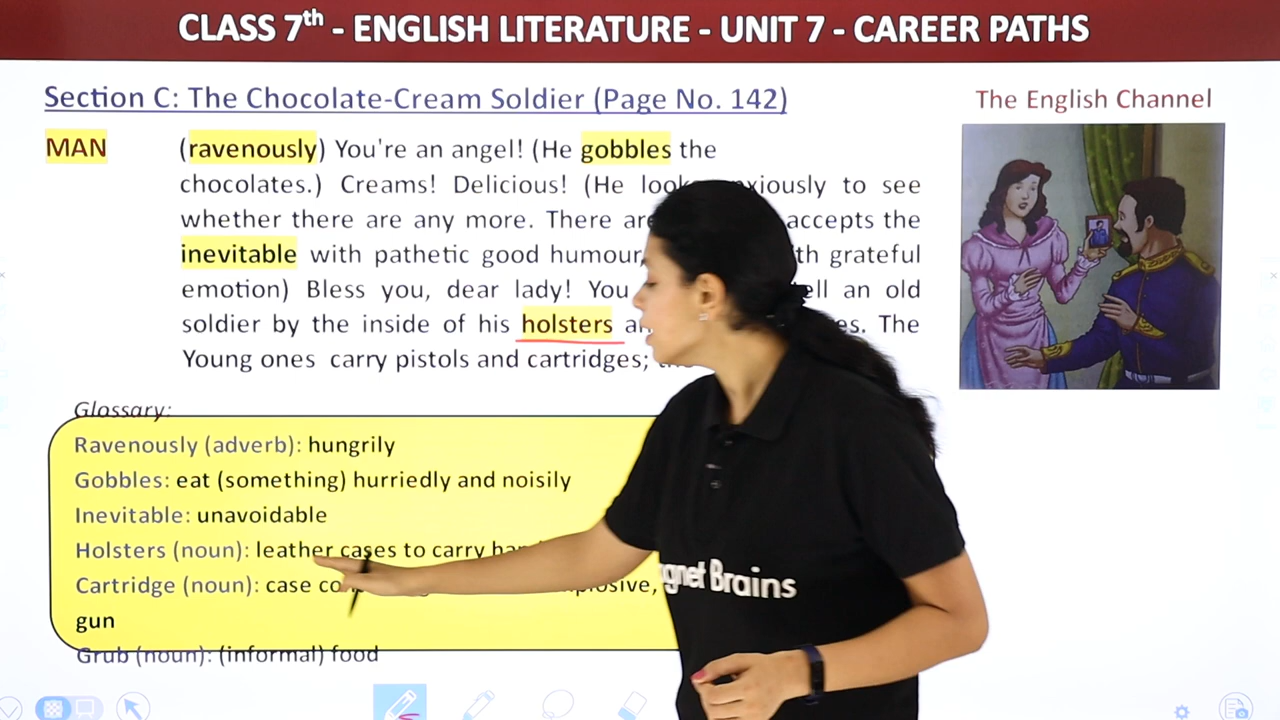 CLASS 7th - ENGLISH LITERATURE - UNIT 7 - CAREER PATHS
Section C: The Chocolate-Cream Soldier (Page No. 142)
The English Channel
MAN (ravenously) You're an angel! (He gobbles the
chocolates.) Creams! Delicious! (He looks anxiously to see
whether there are any more. There are accepts the
inevitable with pathetic good humour, grateful
emotion) Bless you, dear lady! You an old
soldier by the inside of his holsters The
Young ones carry pistols and cartridges;
Glossary:
Ravenously (adverb): hungrily
Gobbles: eat (something) hurriedly and noisily
Inevitable: unavoidable
Holsters (noun): leather cases to carry
Cartridge (noun): case
gun
Grub (noun): (informal) food
Brains